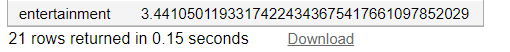 entertainment 3.44105011933174224343675417661097852029
21 rows returned in 0.15 seconds Download